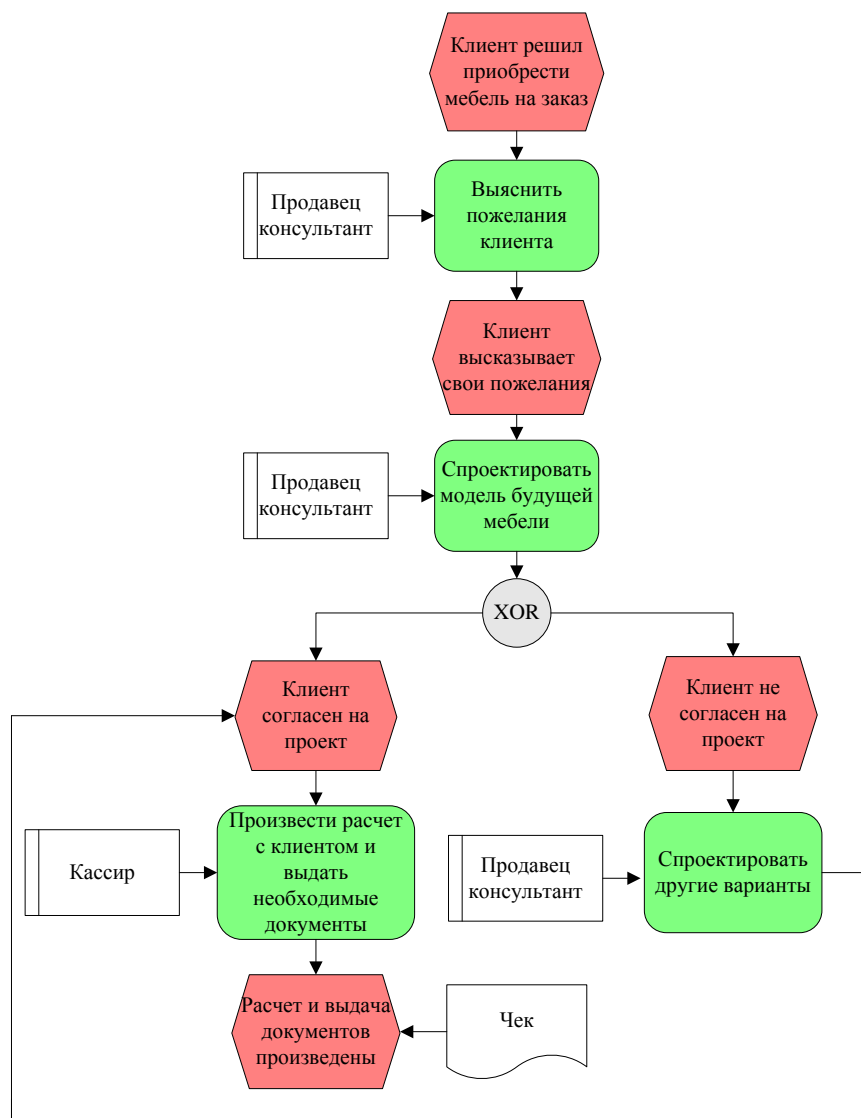 Клиент решил
приобрести
мебель на заказ
Продавец
консультант
Выяснить
пожелания
клиента
Клиент
высказывает
свои пожелания
Продавец
консультант
Спроектировать
модель будущей
мебели
XOR
Клиент
согласен на
проект
Клиент не
согласен на
проект
Кассир
Произвести расчет
с клиентом и
выдать
необходимые
документы
Продавец
консультант
Спроектировать
другие варианты
Расчет и выдача
документов
произведены
Чек